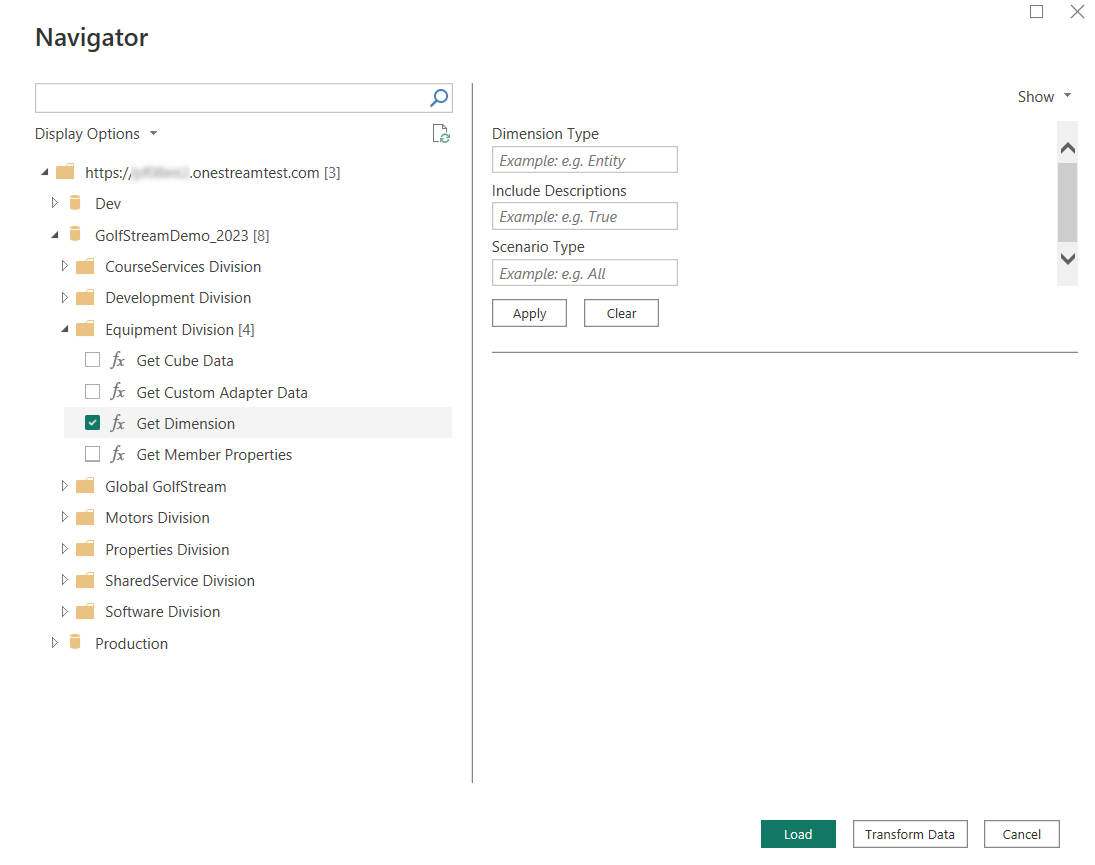 Navigator
Show
Display Options
https://.onestreamtest.com [3]
Dev
GolfStreamDemo_2023 [8]
CourseServices Division
Development Division
Equipment Division [4]
fx Get Cube Data
fx Get Custom Adapter Data
fx Get Dimension
fx Get Member Properties
Global GolfStream
Motors Division
Properties Division
SharedService Division
Software Division
Production
Dimension Type
Example: e.g. Entity
Include Descriptions
Example: e.g. True
Scenario Type
Example: e.g. All
Apply Clear
Load Transform Data Cancel